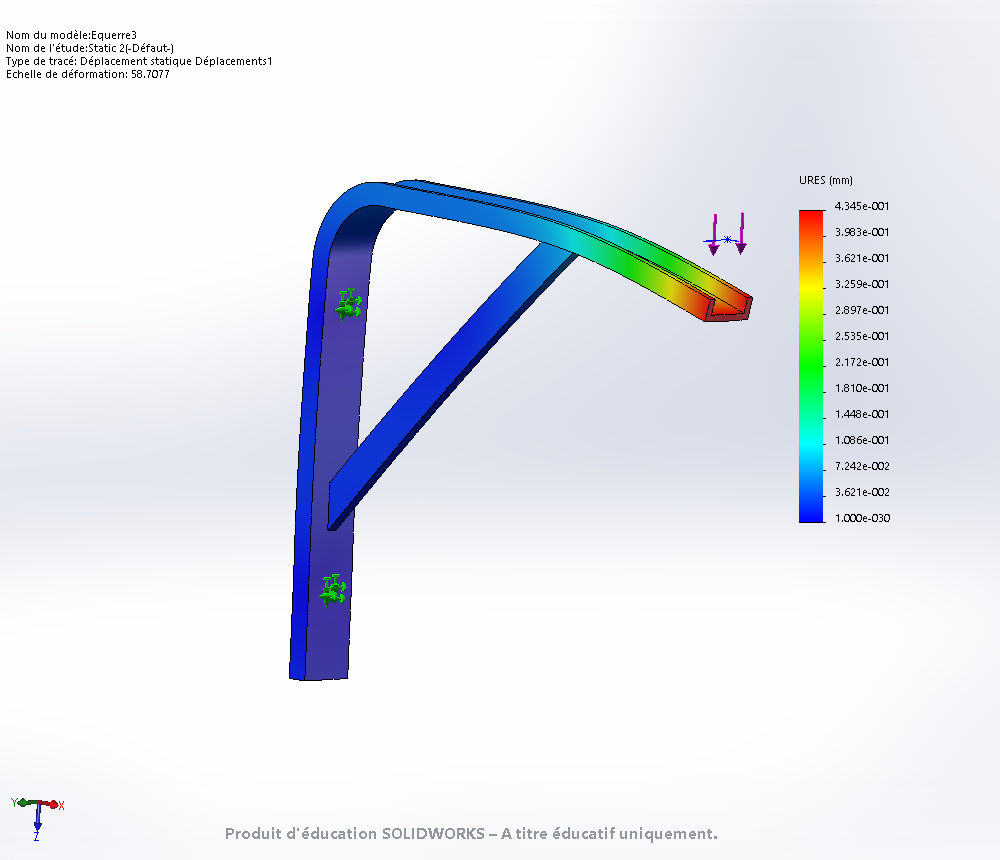 Nom du modèle:Equerre3
Nom de l'étude:Static 2(-Défaut-)
Type de tracé: Déplacement statique Déplacements1
Echelle de déformation: 58.7077
URES (mm)
4.345e-001
3.983e-001
3.621e-001
3.259e-001
2.897e-001
2.535e-001
2.172e-001
1.810e-001
1.448e-001
1.086e-001
7.242e-002
3.621e-002
1.000e-030
Y X
Z
Produit d'éducation SOLIDWORKS – A titre éducatif uniquement.